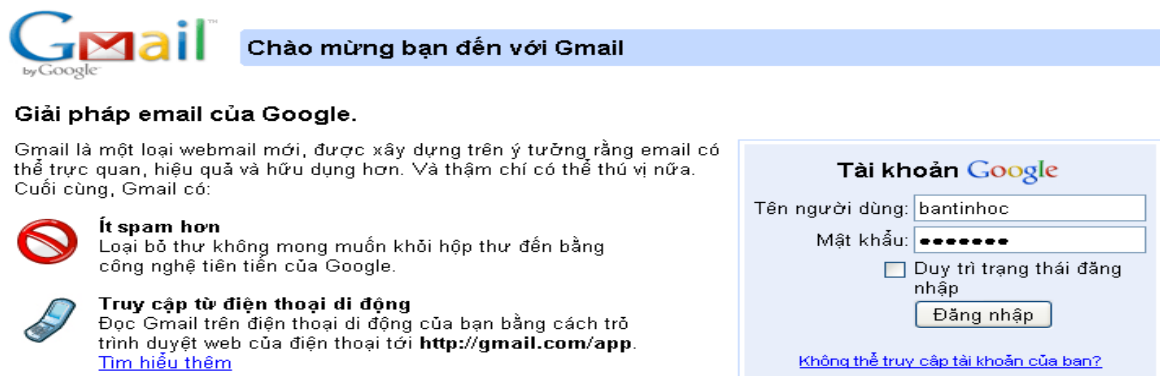 Gmail™
by Google™
Chào mừng bạn đến với Gmail
Giải pháp email của Google.
Gmail là một loại webmail mới, được xây dựng trên ý tưởng rằng email có
thể trực quan, hiệu quả và hữu dụng hơn. Và thậm chí có thể thú vị nữa.
Cuối cùng, Gmail có:
Ít spam hơn
Loại bỏ thư không mong muốn khỏi hộp thư đến bằng
công nghệ tiên tiến của Google.
Truy cập từ điện thoại di động
Đọc Gmail trên điện thoại di động của bạn bằng cách trỏ
trình duyệt web của điện thoại tới http://gmail.com/app.
Tìm hiểu thêm
Tài khoản Google
Tên người dùng: bantinhoc
Mật khẩu: •••••••
Duy trì trạng thái đăng
nhập
Đăng nhập
Không thể truy cập tài khoản của bạn?